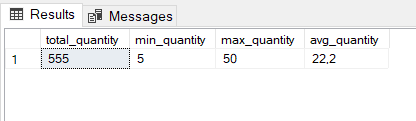 Results Messages
total_quantity min_quantity max_quantity avg_quantity
1 555 5 50 22,2